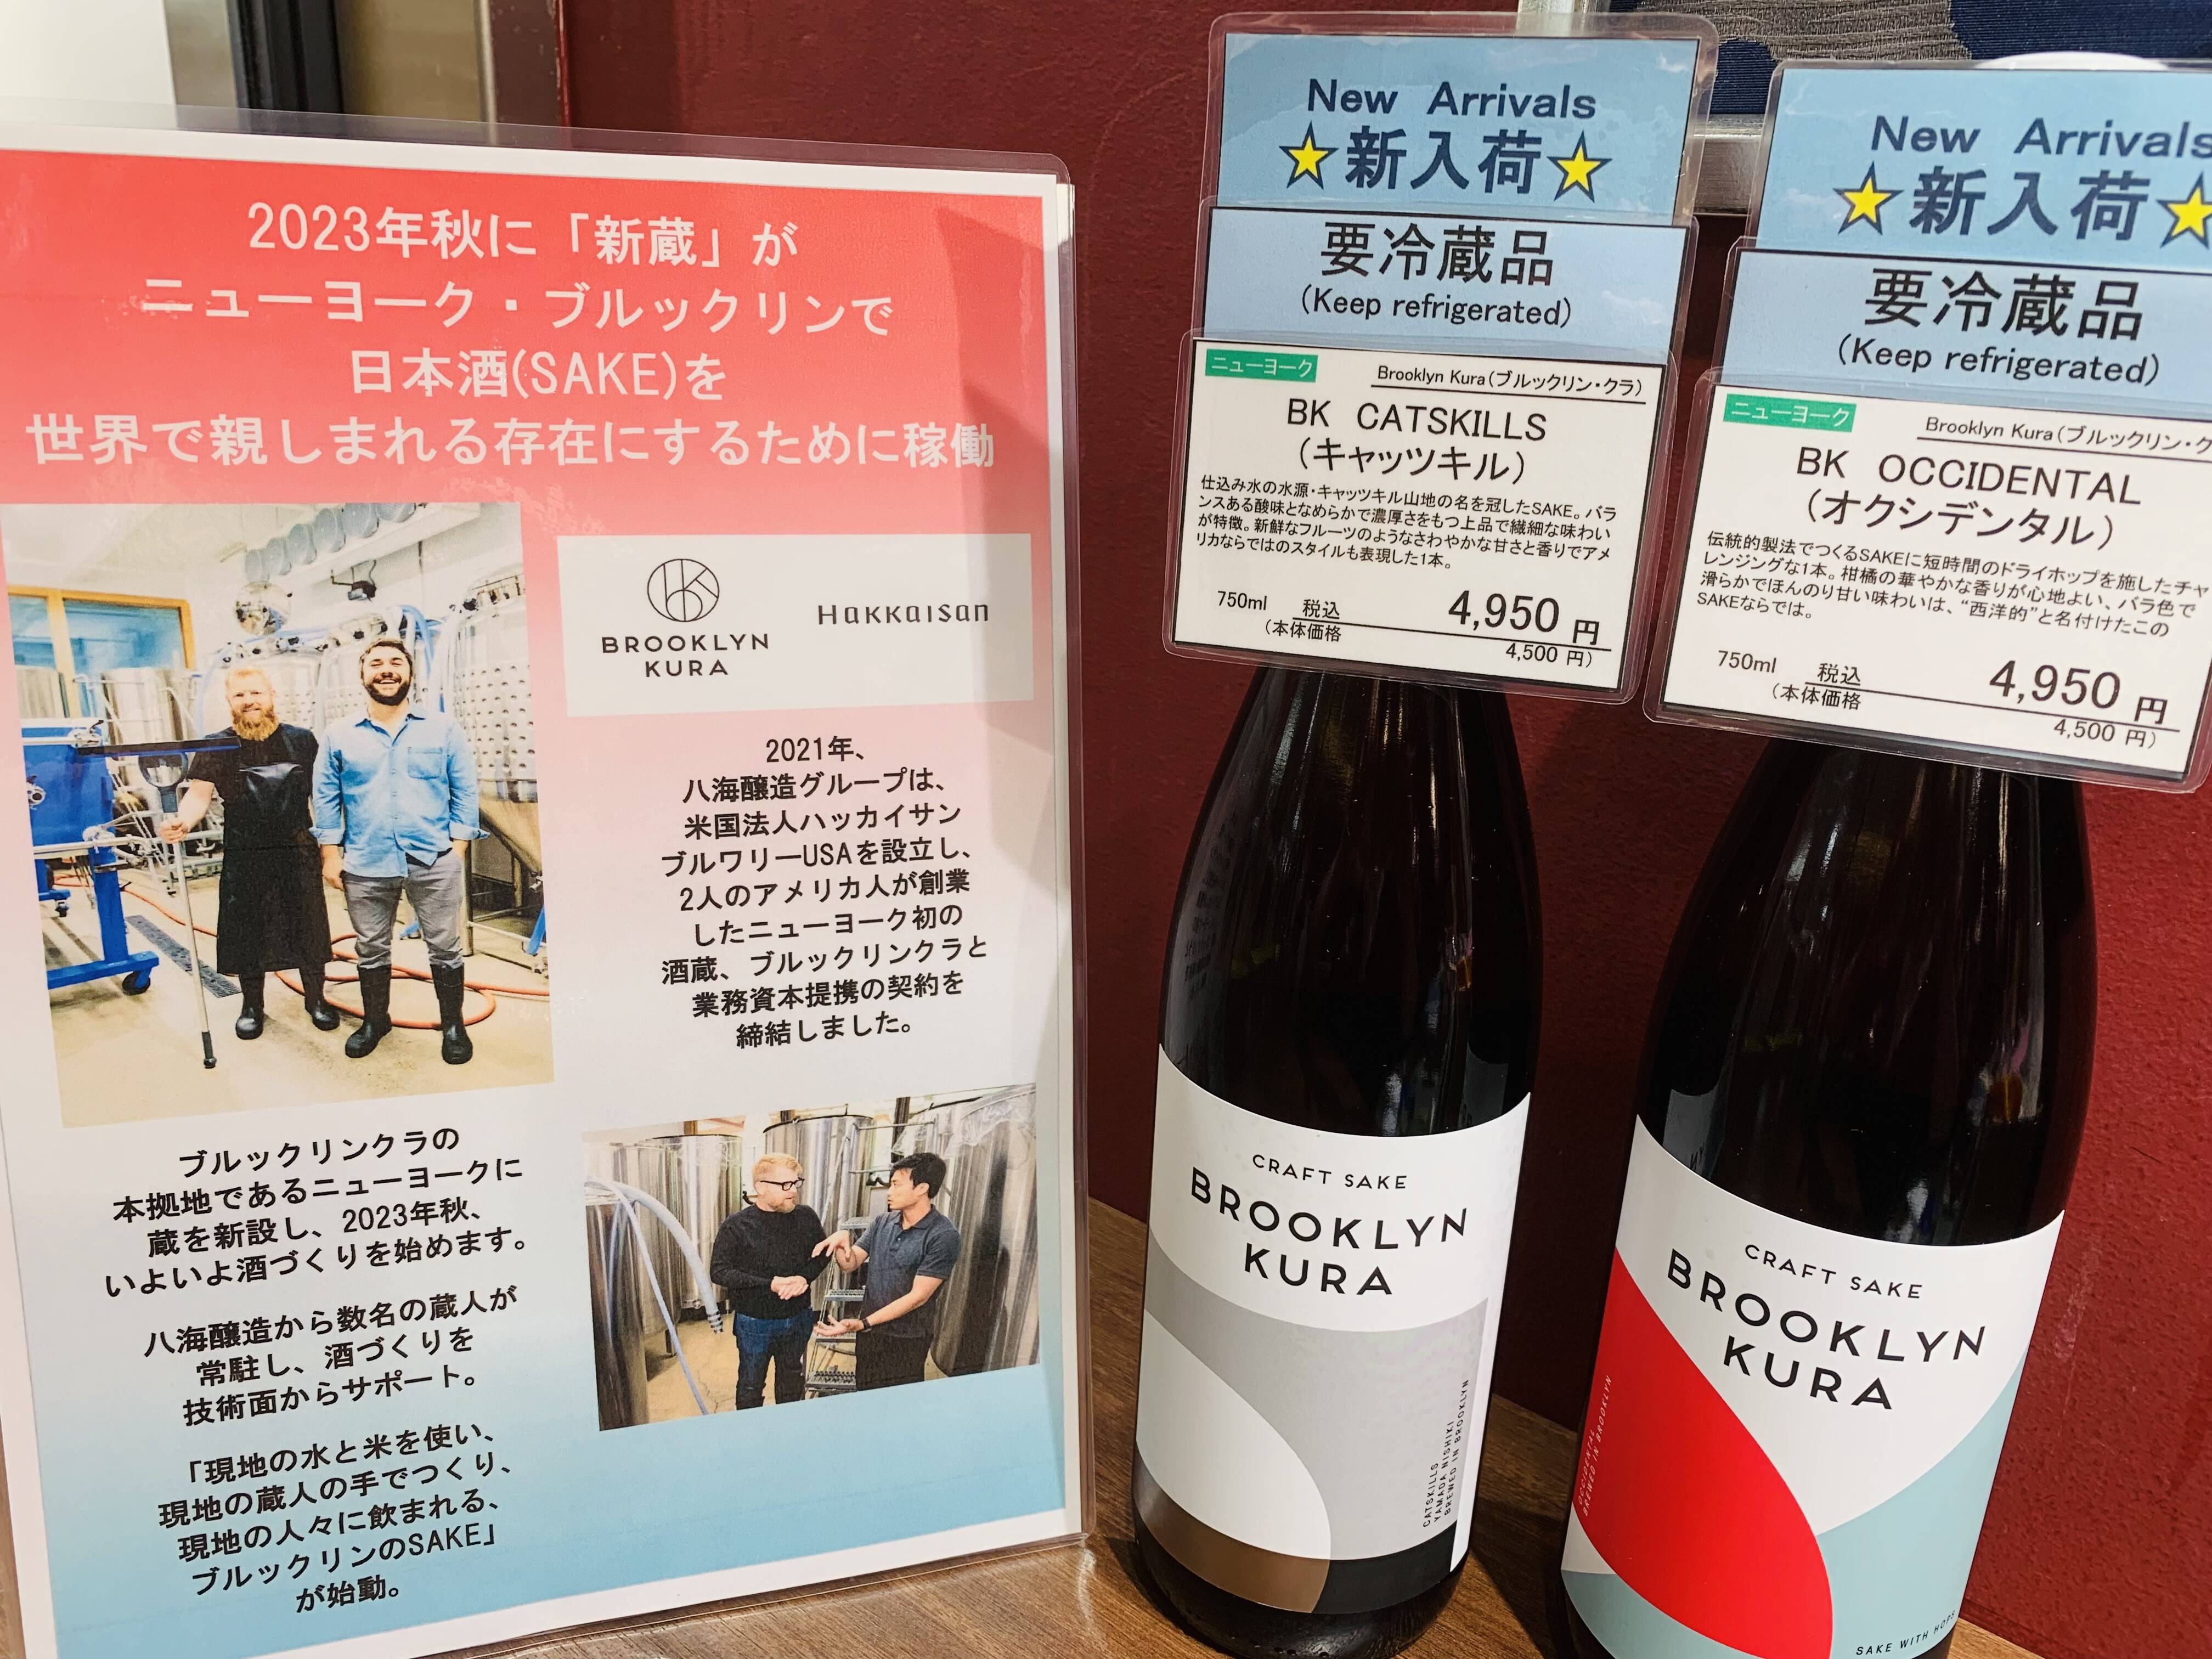 2023年秋に「新蔵」が
ニューヨーク・ブルックリンで
日本酒(SAKE)を
世界で親しまれる存在にするために稼働
BROOKLYN
KURA
HAKKAISAN
2021年、
八海醸造グループは、
米国法人ハッカイサン
ブルワリーUSAを設立し、
2人のアメリカ人が創業
したニューヨーク初の
酒蔵、ブルックリンクラと
業務資本提携の契約を
締結しました。
ブルックリンクラの
本拠地であるニューヨークに
蔵を新設し、2023年秋、
いよいよ酒づくりを始めます。
八海醸造から数名の蔵人が
常駐し、酒づくりを
技術面からサポート。
「現地の水と米を使い、
現地の蔵人の手でつくり、
現地の人々に飲まれる、
ブルックリンのSAKE」
が始動。
New Arrivals
☆新入荷☆
要冷蔵品
(Keep refrigerated)
ニューヨーク
Brooklyn Kura(ブルックリン・クラ)
BK CATSKILLS
(キャッツキル)
仕込み水の水源・キャッツキル山地の名を冠したSAKE。バラ
ンスある酸味となめらかで濃厚さをもつ上品で繊細な味わい
が特徴。新鮮なフルーツのようなさわやかな甘さと香りでアメ
リカならではのスタイルも表現した1本。
750ml 税込 4,950 円
(本体価格 4,500 円)
CRAFT SAKE
BROOKLYN
KURA
CATSKILLS
YAMADA NISHIKI
BREWED IN BROOKLYN
New Arrivals
☆新入荷☆
要冷蔵品
(Keep refrigerated)
ニューヨーク
Brooklyn Kura(ブルックリン・ク
BK OCCIDENTAL
(オクシデンタル)
伝統的製法でつくるSAKEに短時間のドライホップを施したチャ
レンジングな1本。柑橘の華やかな香りが心地よい、バラ色で
滑らかでほんのり甘い味わいは、“西洋的”と名付けたこの
SAKEならでは。
750ml 税込 4,950 円
(本体価格 4,500 円)
CRAFT SAKE
BROOKLYN
KURA
OCCIDENTAL
BREWED IN BROOKLYN
SAKE WITH HOPS